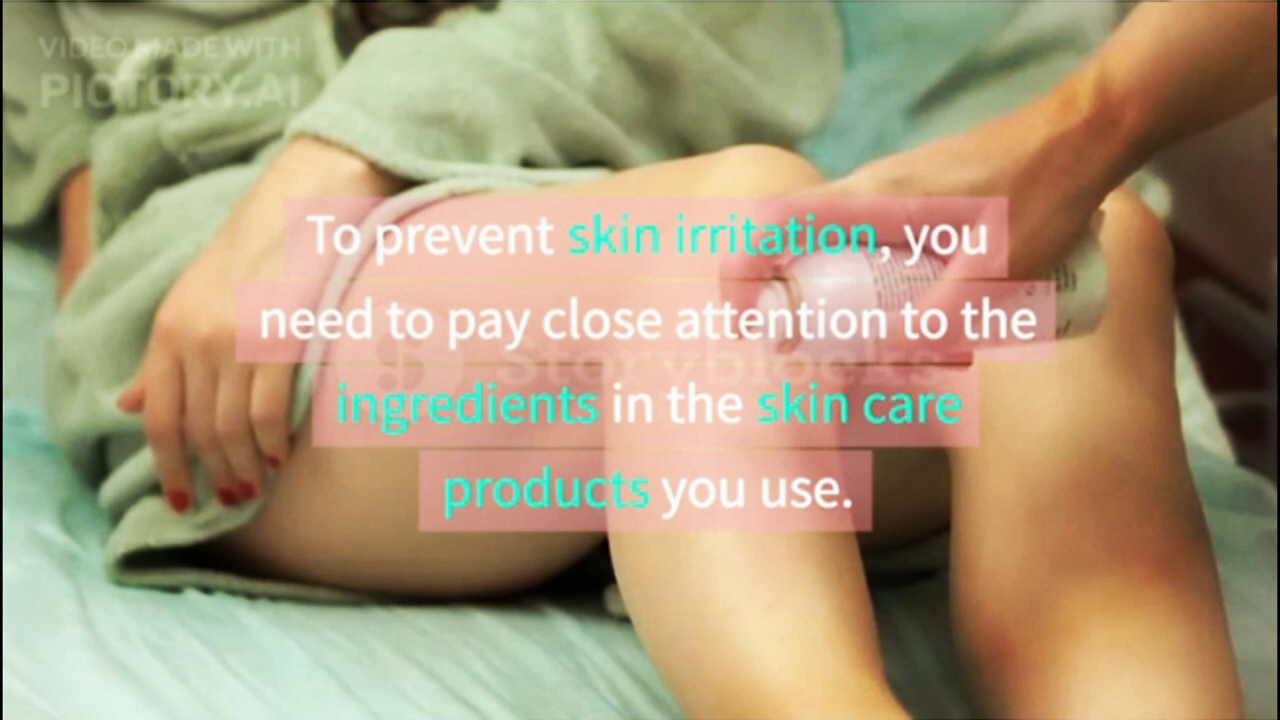 VIDEO MADE WITH
PICTORY.AI
To prevent skin irritation, you
need to pay close attention to the
Storyblocks
ingredients in the skin care
products you use.